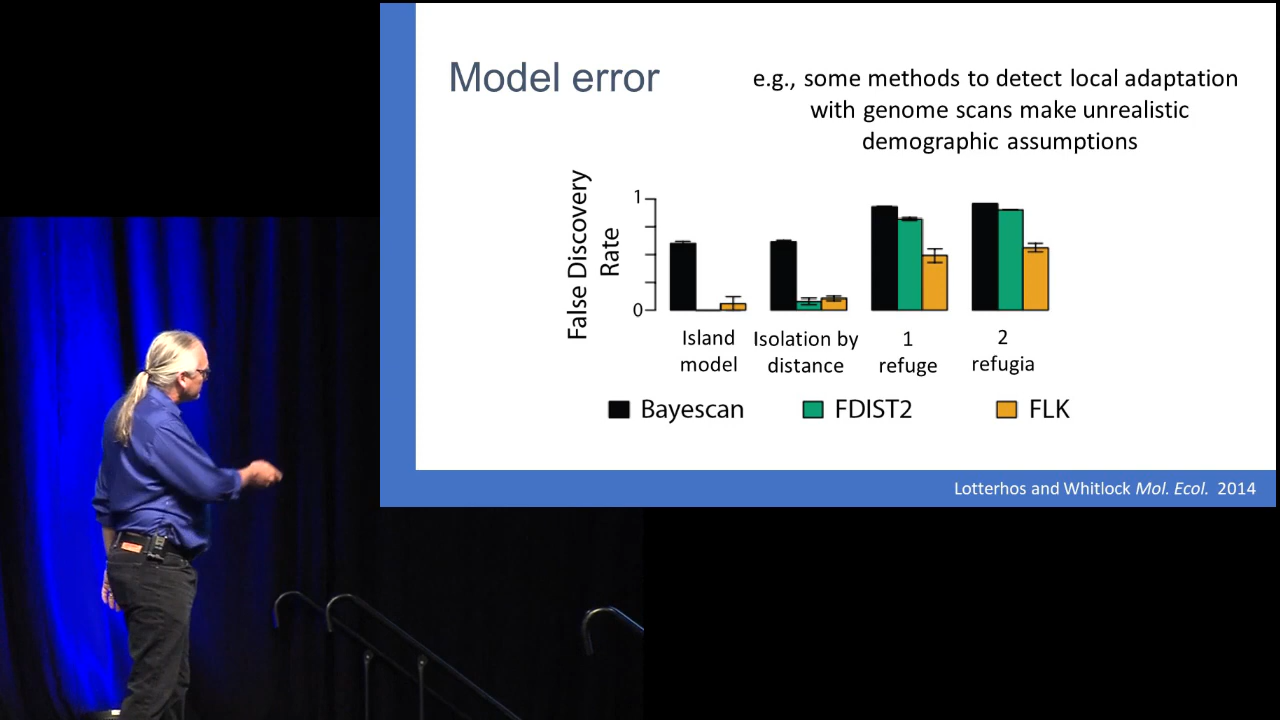 Model error
e.g., some methods to detect local adaptation
with genome scans make unrealistic
demographic assumptions
False Discovery
Rate
1
0
Island
model
Isolation by
distance
1
refuge
2
refugia
Bayescan
FDIST2
FLK
Lotterhos and Whitlock Mol. Ecol. 2014